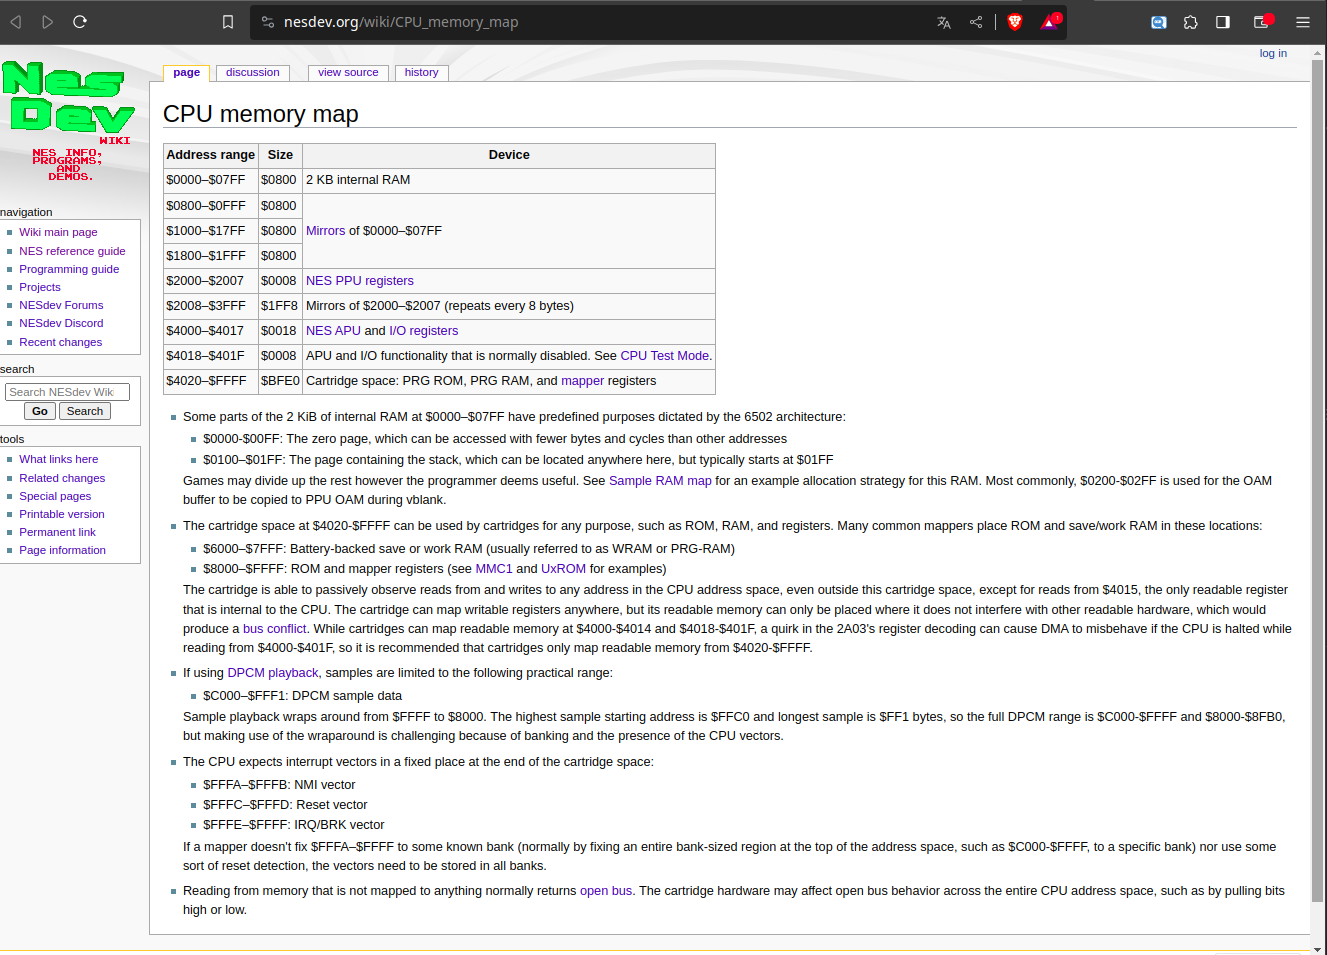 nesdev.org/wiki/CPU_memory_map
1
log in
Nes
Dev
WIKI
NES INFO,
PROGRAMS,
AND
DEMOS.
page discussion view source history
CPU memory map
Address range Size Device
$0000–$07FF $0800 2 KB internal RAM
$0800–$0FFF $0800
$1000–$17FF $0800 Mirrors of $0000–$07FF
$1800–$1FFF $0800
$2000–$2007 $0008 NES PPU registers
$2008–$3FFF $1FF8 Mirrors of $2000–$2007 (repeats every 8 bytes)
$4000–$4017 $0018 NES APU and I/O registers
$4018–$401F $0008 APU and I/O functionality that is normally disabled. See CPU Test Mode.
$4020–$FFFF $BFE0 Cartridge space: PRG ROM, PRG RAM, and mapper registers
navigation
Wiki main page
NES reference guide
Programming guide
Projects
NESdev Forums
NESdev Discord
Recent changes
search
Search NESdev Wiki
Go Search
tools
What links here
Related changes
Special pages
Printable version
Permanent link
Page information
Some parts of the 2 KiB of internal RAM at $0000–$07FF have predefined purposes dictated by the 6502 architecture:
$0000-$00FF: The zero page, which can be accessed with fewer bytes and cycles than other addresses
$0100–$01FF: The page containing the stack, which can be located anywhere here, but typically starts at $01FF
Games may divide up the rest however the programmer deems useful. See Sample RAM map for an example allocation strategy for this RAM. Most commonly, $0200-$02FF is used for the OAM
buffer to be copied to PPU OAM during vblank.
The cartridge space at $4020-$FFFF can be used by cartridges for any purpose, such as ROM, RAM, and registers. Many common mappers place ROM and save/work RAM in these locations:
$6000–$7FFF: Battery-backed save or work RAM (usually referred to as WRAM or PRG-RAM)
$8000–$FFFF: ROM and mapper registers (see MMC1 and UxROM for examples)
The cartridge is able to passively observe reads from and writes to any address in the CPU address space, even outside this cartridge space, except for reads from $4015, the only readable register
that is internal to the CPU. The cartridge can map writable registers anywhere, but its readable memory can only be placed where it does not interfere with other readable hardware, which would
produce a bus conflict. While cartridges can map readable memory at $4000-$4014 and $4018-$401F, a quirk in the 2A03's register decoding can cause DMA to misbehave if the CPU is halted while
reading from $4000-$401F, so it is recommended that cartridges only map readable memory from $4020-$FFFF.
If using DPCM playback, samples are limited to the following practical range:
$C000–$FFF1: DPCM sample data
Sample playback wraps around from $FFFF to $8000. The highest sample starting address is $FFC0 and longest sample is $FF1 bytes, so the full DPCM range is $C000-$FFFF and $8000-$8FB0,
but making use of the wraparound is challenging because of banking and the presence of the CPU vectors.
The CPU expects interrupt vectors in a fixed place at the end of the cartridge space:
$FFFA–$FFFB: NMI vector
$FFFC–$FFFD: Reset vector
$FFFE–$FFFF: IRQ/BRK vector
If a mapper doesn't fix $FFFA–$FFFF to some known bank (normally by fixing an entire bank-sized region at the top of the address space, such as $C000-$FFFF, to a specific bank) nor use some
sort of reset detection, the vectors need to be stored in all banks.
Reading from memory that is not mapped to anything normally returns open bus. The cartridge hardware may affect open bus behavior across the entire CPU address space, such as by pulling bits
high or low.